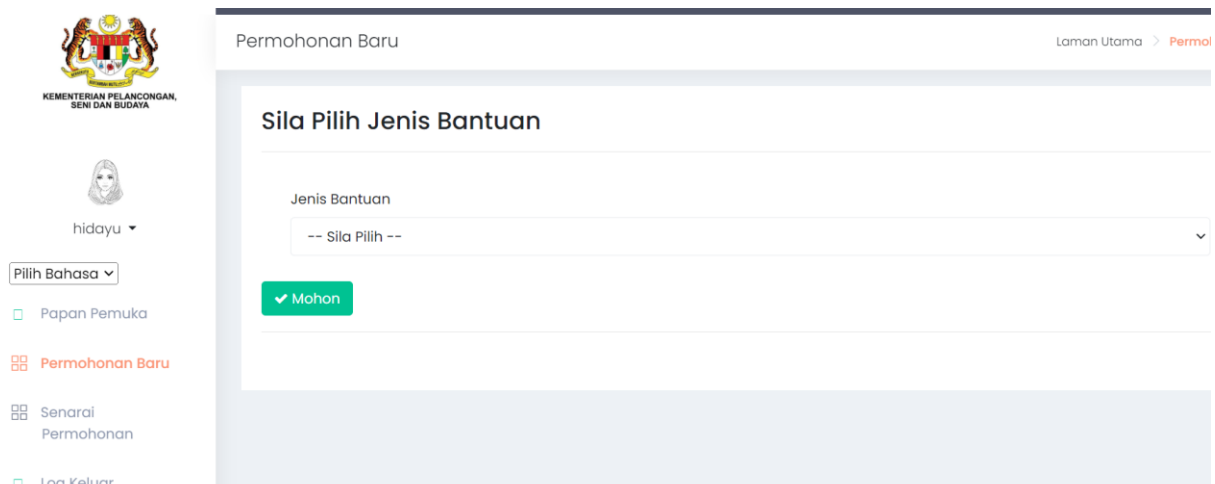 KEMENTERIAN PELANCONGAN,
SENI DAN BUDAYA
hidayu
Pilih Bahasa
Papan Pemuka
Permohonan Baru
Senarai
Permohonan
Log Keluar
Permohonan Baru
Laman Utama > Permo
Sila Pilih Jenis Bantuan
Jenis Bantuan
-- Sila Pilih --
Mohon